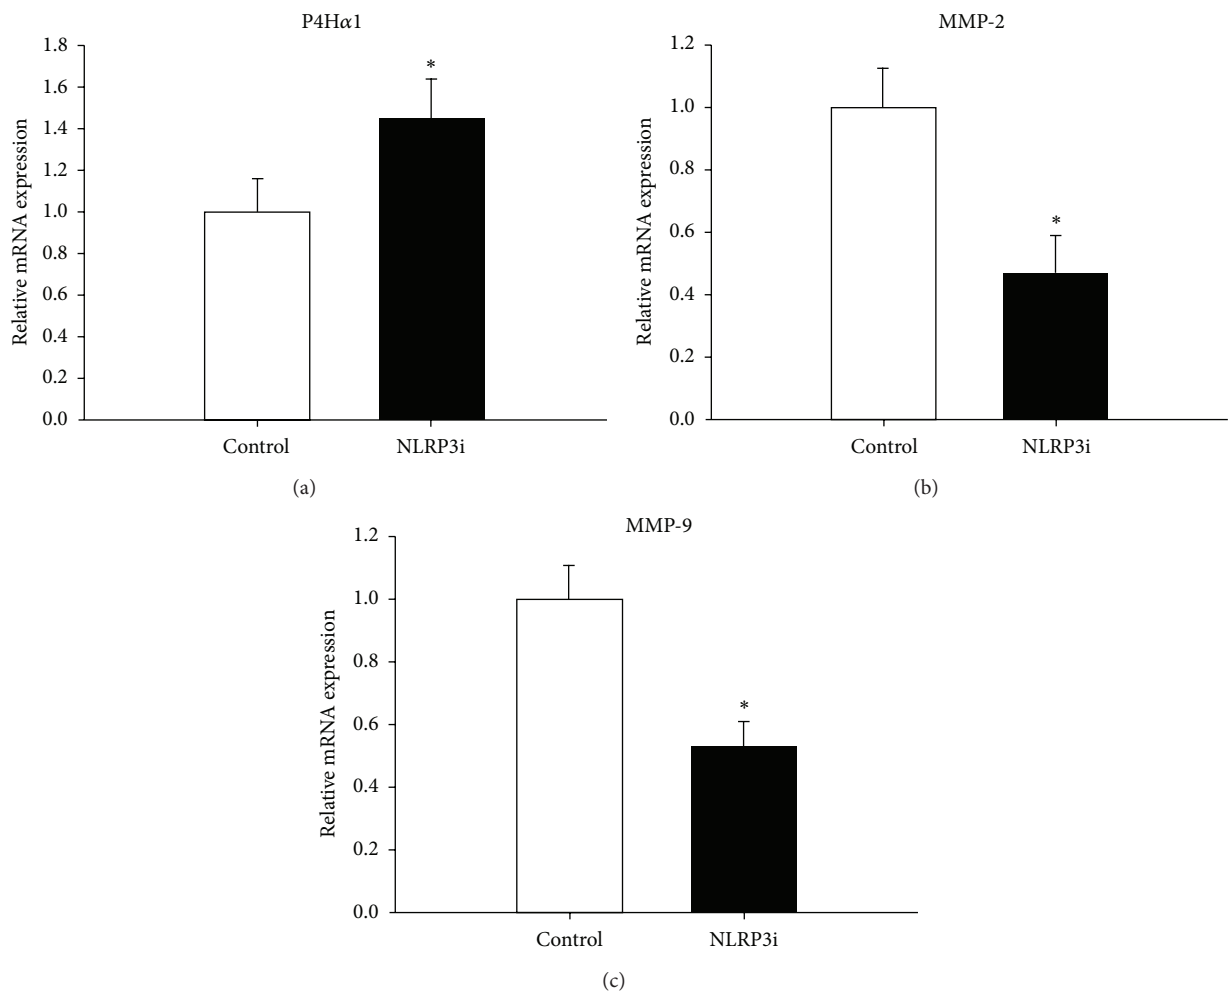 P4Hα1
Relative mRNA expression
1.8
1.6
1.4
1.2
1.0
0.8
0.6
0.4
0.2
0.0
*
Control
NLRP3i
(a)
MMP-2
Relative mRNA expression
1.2
1.0
0.8
0.6
0.4
0.2
0.0
*
Control
NLRP3i
(b)
MMP-9
Relative mRNA expression
1.2
1.0
0.8
0.6
0.4
0.2
0.0
*
Control
NLRP3i
(c)